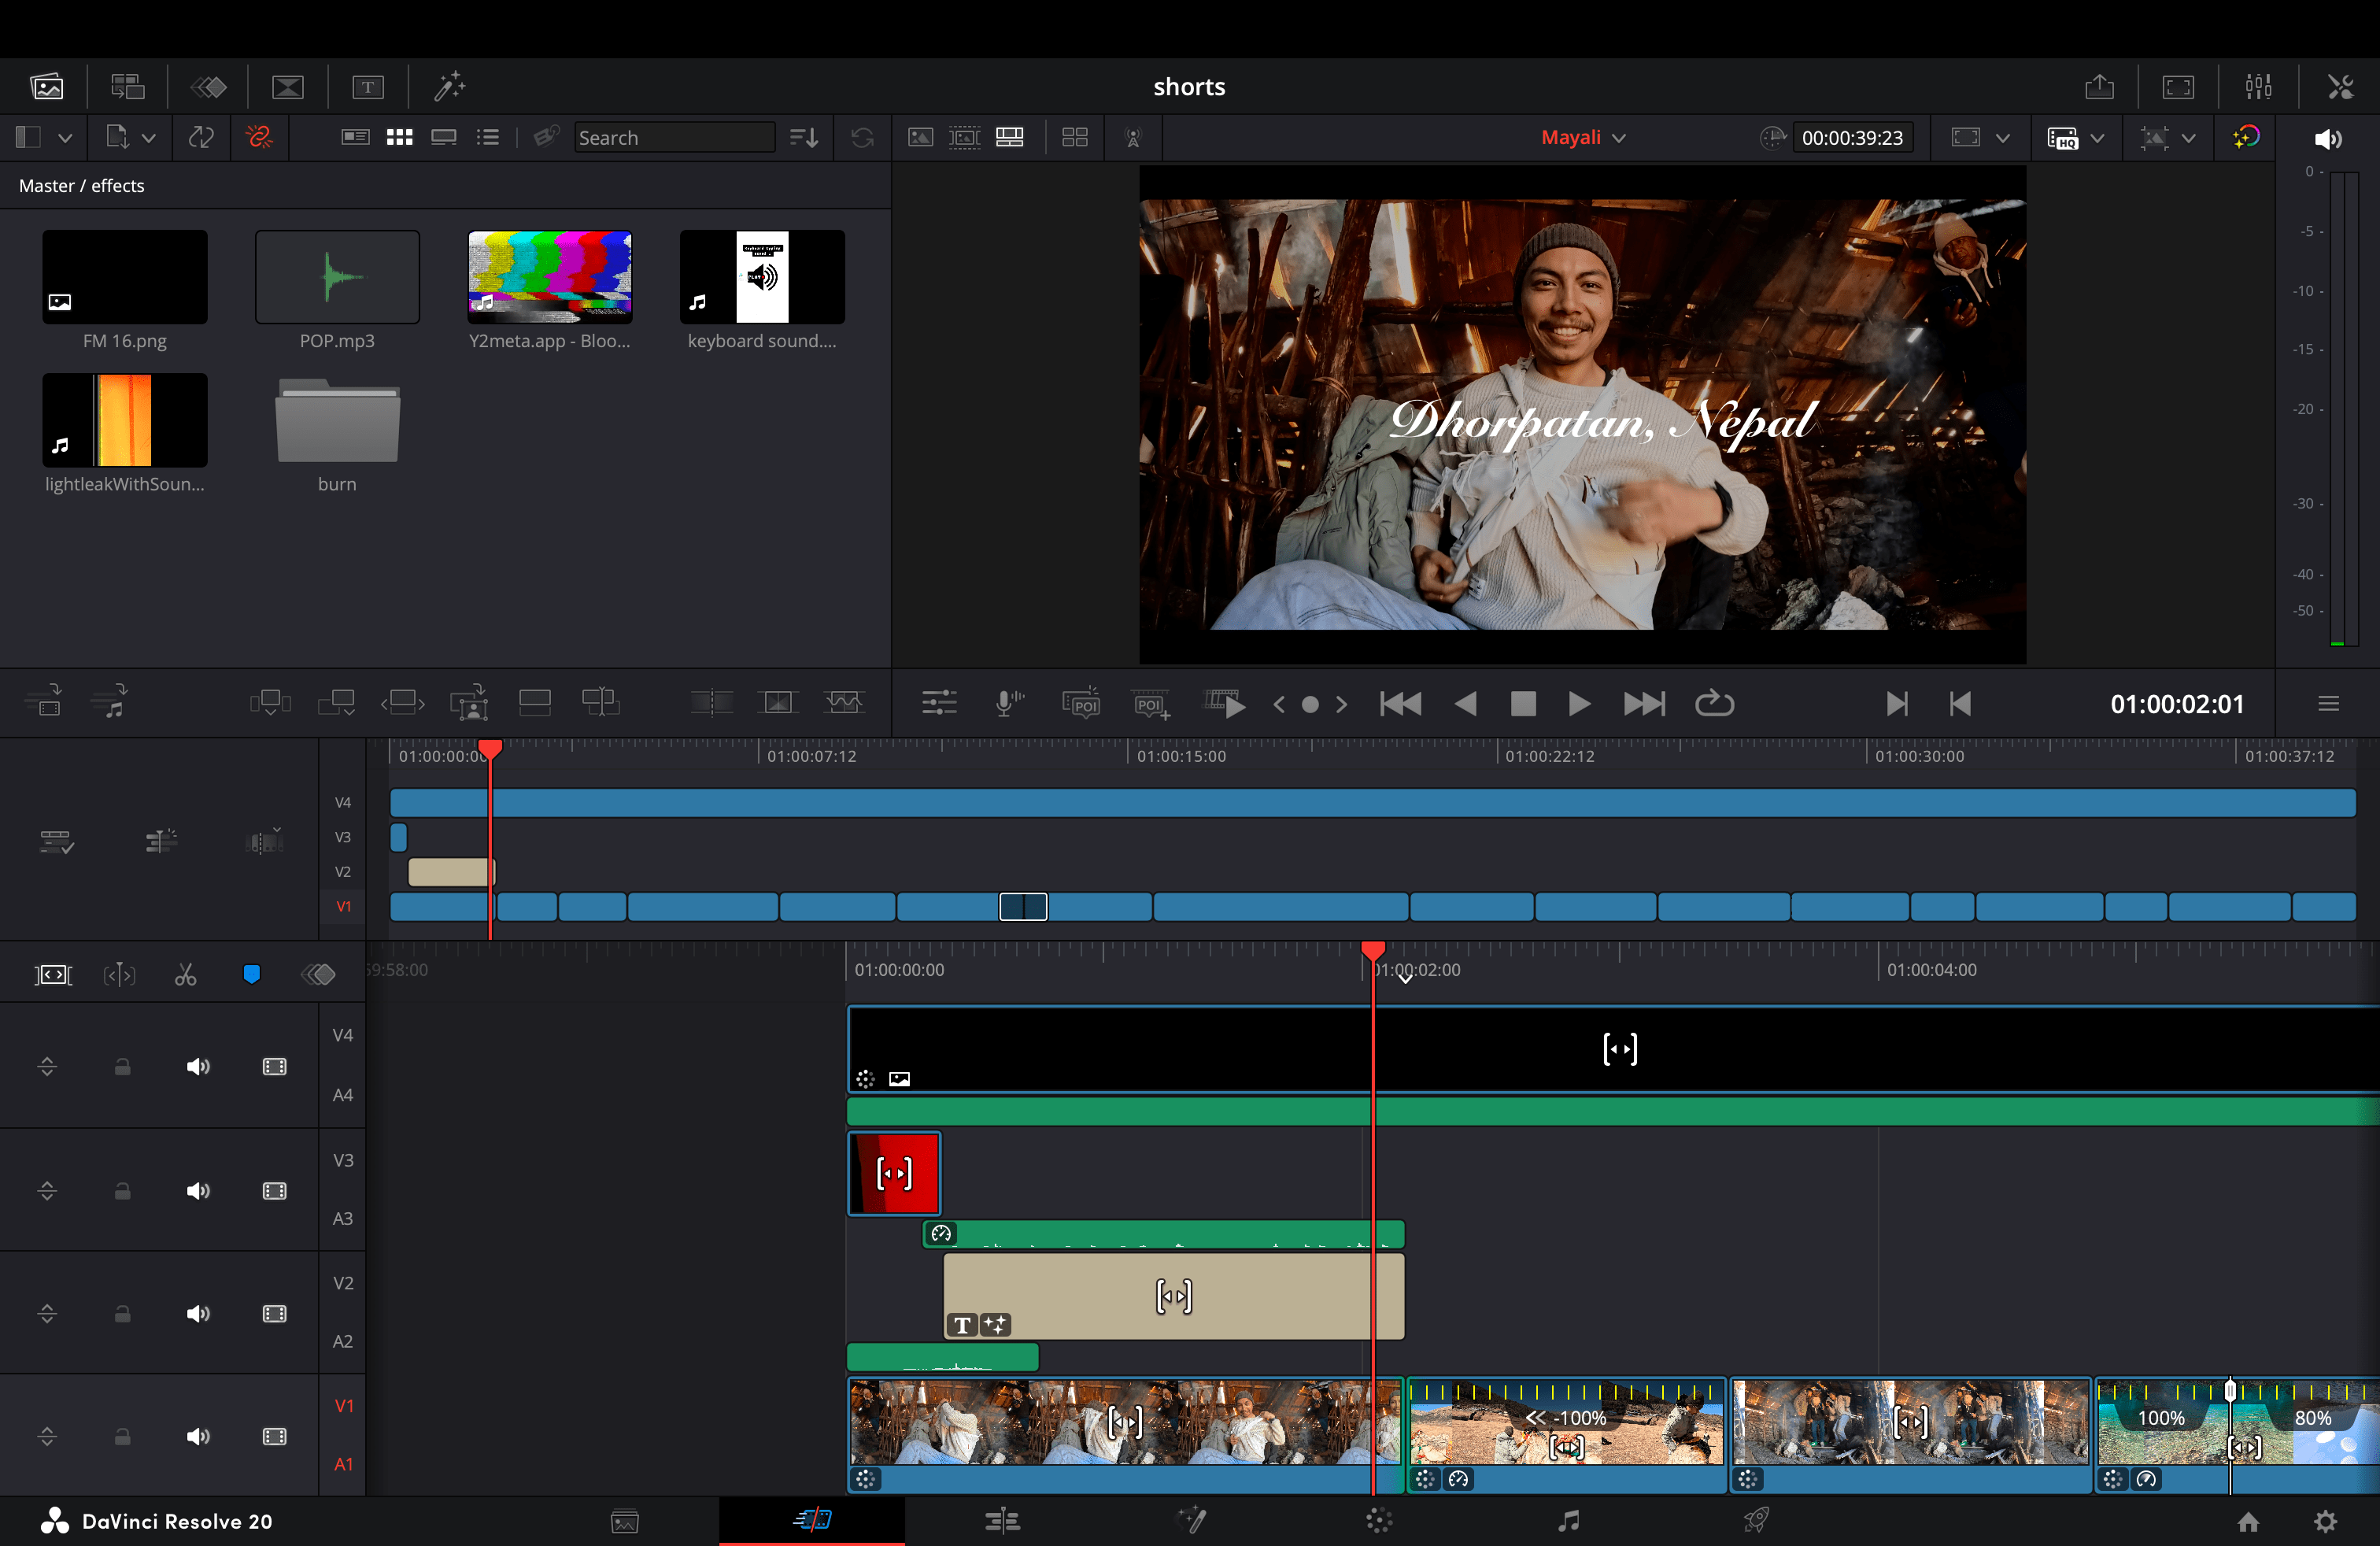 shorts
Search
Mayali
00:00:39:23
Master / effects
FM 16.png
POP.mp3
Y2meta.app - Bloo...
keyboard sound....
lightleakWithSoun...
burn
Dhorpatan, Nepal
0
-5
-10
-15
-20
-30
-40
-50
POI
POI
01:00:02:01
01:00:00:00
01:00:07:12
01:00:15:00
01:00:22:12
01:00:30:00
01:00:37:12
V4
V3
V2
V1
59:58:00
01:00:00:00
01:00:02:00
01:00:04:00
V4
A4
V3
A3
V2
A2
V1
A1
-100%
100%
80%
DaVinci Resolve 20